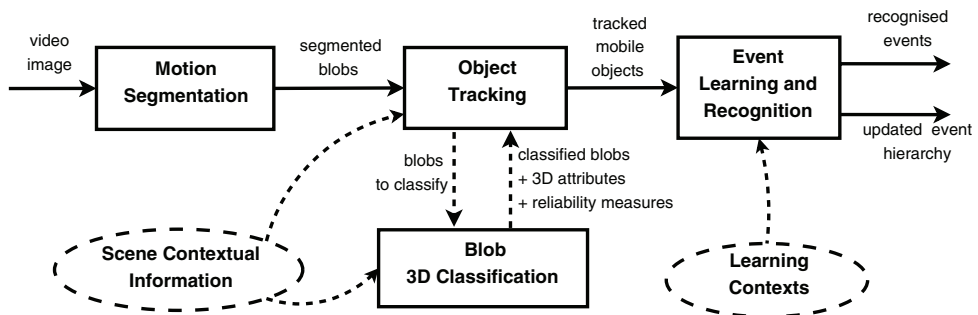 video
image
Motion
Segmentation
segmented
blobs
Object
Tracking
tracked
mobile
objects
Event
Learning and
Recognition
recognised
events
updated event
hierarchy
blobs
to classify
classified blobs
+ 3D attributes
+ reliability measures
Scene Contextual
Information
Blob
3D Classification
Learning
Contexts